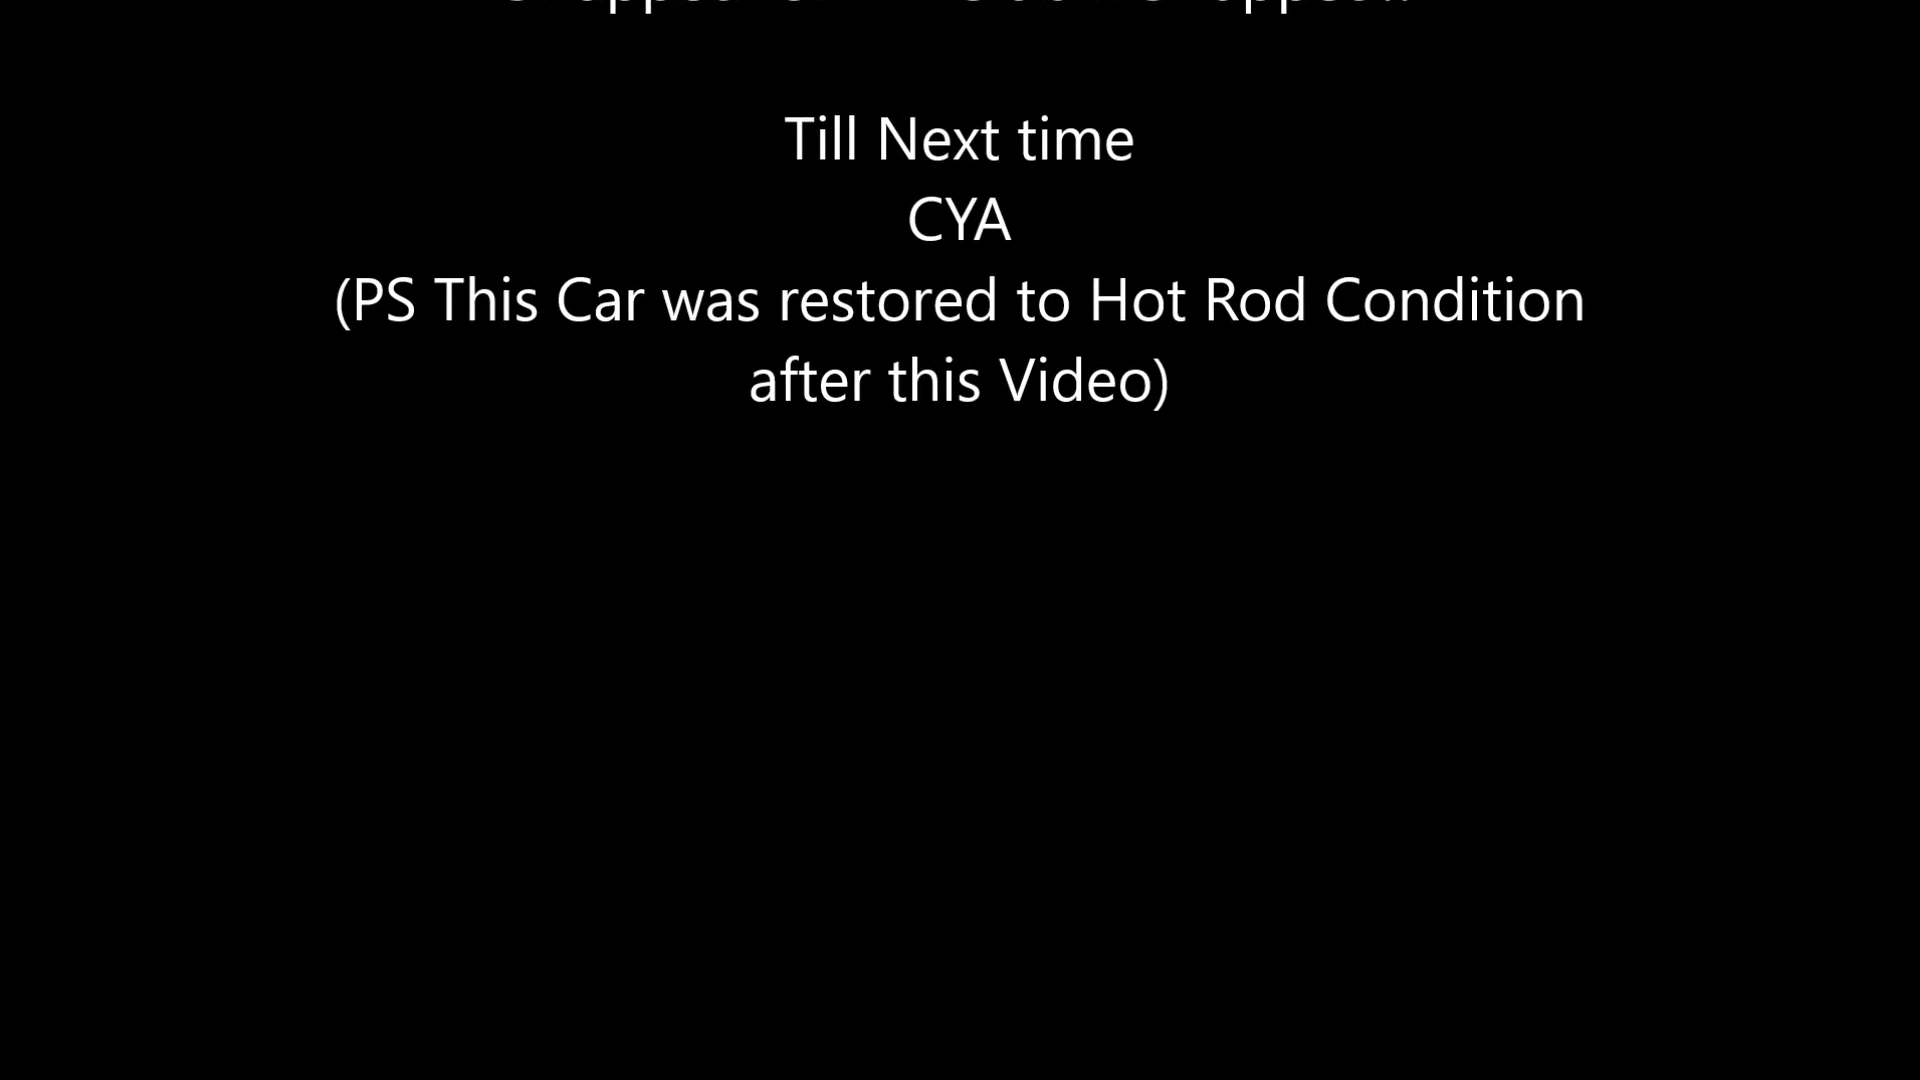 Till Next time
CYA
(PS This Car was restored to Hot Rod Condition
after this Video)